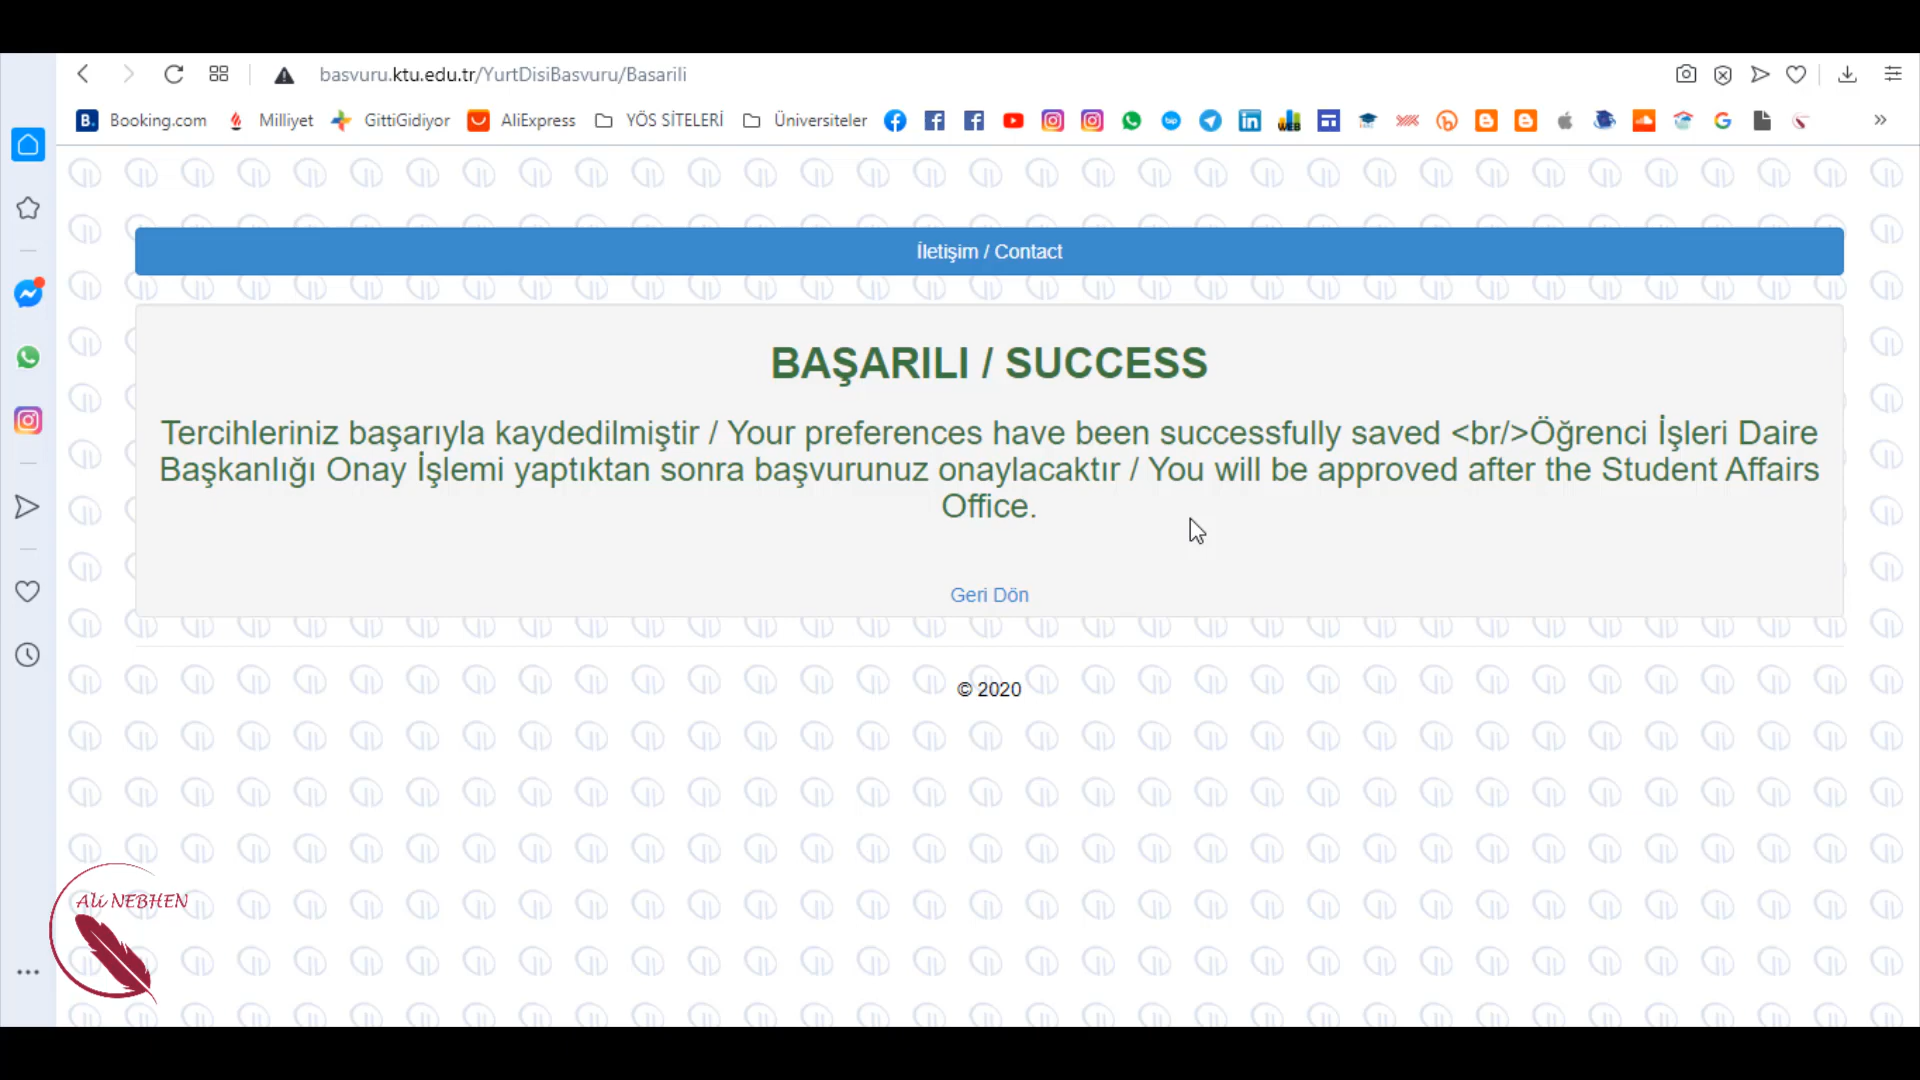 basvuru.ktu.edu.tr/YurtDisiBasvuru/Basarili
B. Booking.com Milliyet GittiGidiyor AliExpress YÖS SİTELERİ Üniversiteler
İletişim / Contact
BAŞARILI / SUCCESS
Tercihleriniz başarıyla kaydedilmiştir / Your preferences have been successfully saved <br/>Öğrenci İşleri Daire
Başkanlığı Onay İşlemi yaptıktan sonra başvurunuz onaylacaktır / You will be approved after the Student Affairs
Office.
Geri Dön
© 2020
Ali NEBHEN